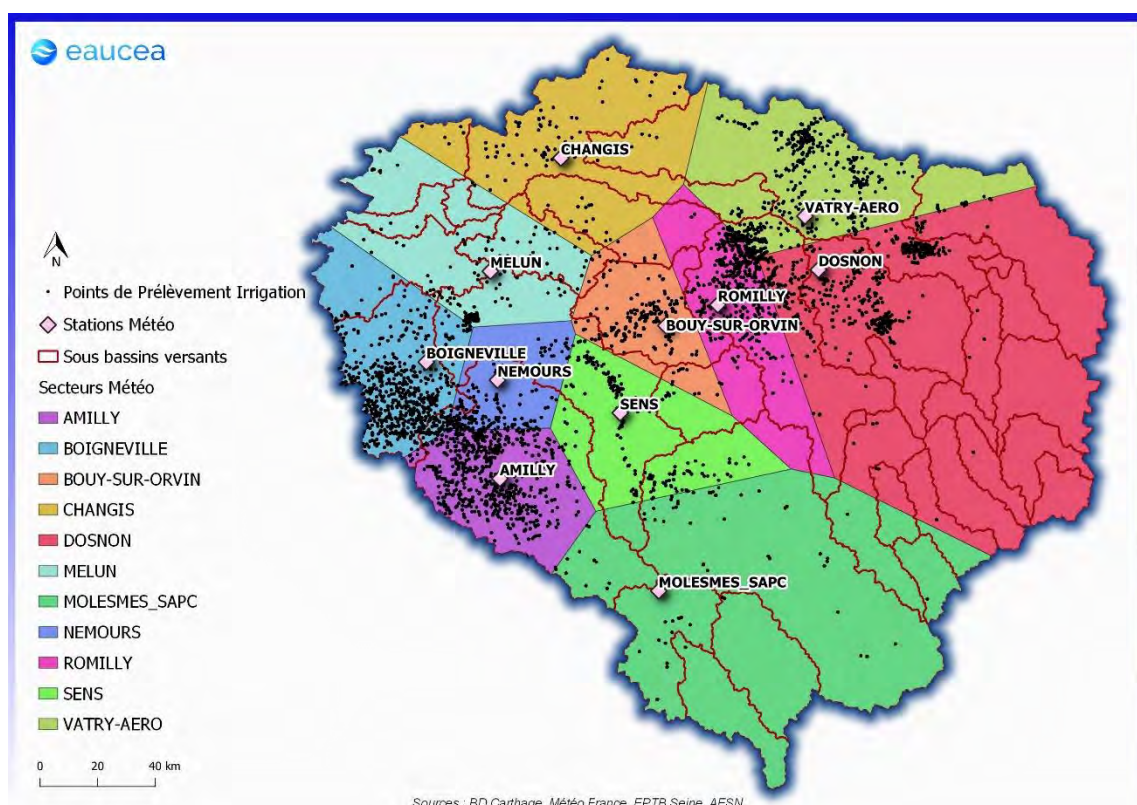 eaucea
CHANGIS
VATRY-AERO
MELUN
DOSNON
ROMILLY
BOUY-SUR-ORVIN
BOIGNEVILLE
NEMOURS
SENS
AMILLY
MOLESMES_SAPC
N
Points de Prélèvement Irrigation
Stations Météo
Sous bassins versants
Secteurs Météo
AMILLY
BOIGNEVILLE
BOUY-SUR-ORVIN
CHANGIS
DOSNON
MELUN
MOLESMES_SAPC
NEMOURS
ROMILLY
SENS
VATRY-AERO
0 20 40 km
Sources : BD Carthage, Météo France, EPTB Seine, AESN